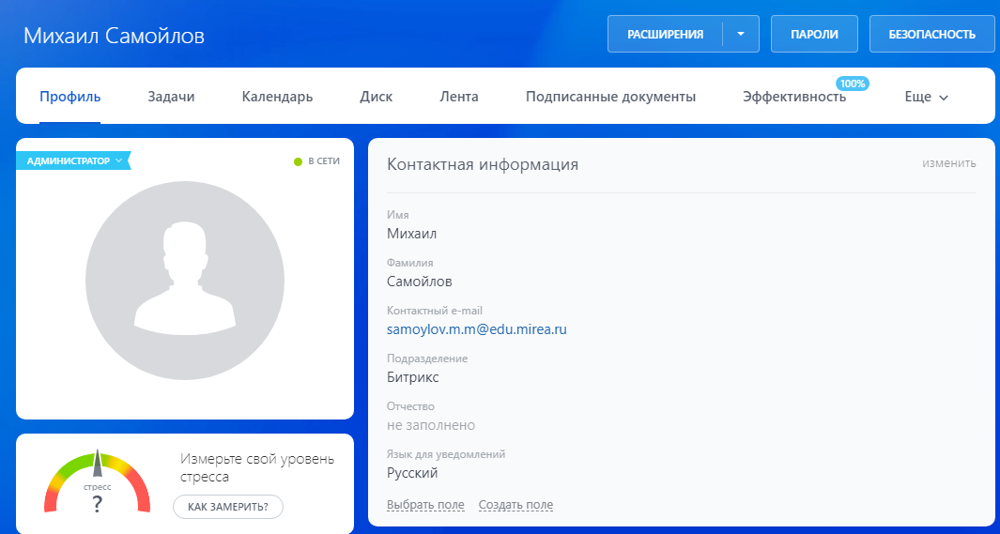 Михаил Самойлов
РАСШИРЕНИЯ
ПАРОЛИ
БЕЗОПАСНОСТЬ
Профиль
Задачи
Календарь
Диск
Лента
Подписанные документы
Эффективность
100%
Еще
АДМИНИСТРАТОР
В СЕТИ
Контактная информация
изменить
Имя
Михаил
Фамилия
Самойлов
Контактный e-mail
samoylov.m.m@edu.mirea.ru
Подразделение
Битрикс
Отчество
не заполнено
Язык для уведомлений
Русский
Выбрать поле
Создать поле
стресс
?
Измерьте свой уровень
стресса
КАК ЗАМЕРИТЬ?